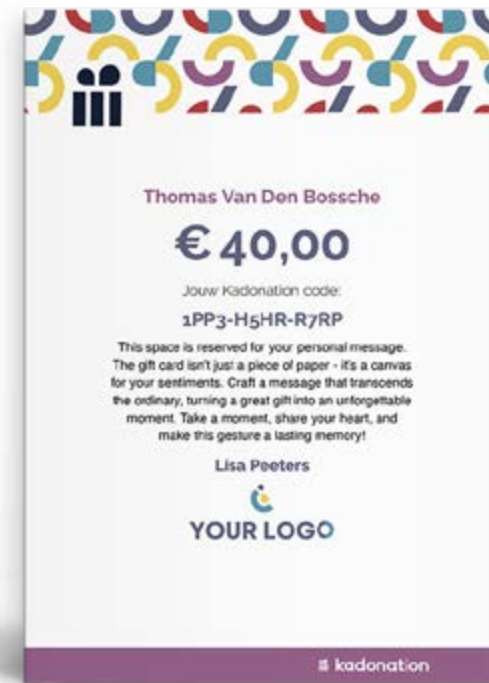 Thomas Van Den Bossche
€ 40,00
Jouw Kadonation code:
1PP3-H5HR-R7RP
This space is reserved for your personal message.
The gift card isn't just a piece of paper - it's a canvas
for your sentiments. Craft a message that transcends
the ordinary, turning a great gift into an unforgettable
moment. Take a moment, share your heart, and
make this gesture a lasting memory!
Lisa Peeters
YOUR LOGO
kadonation